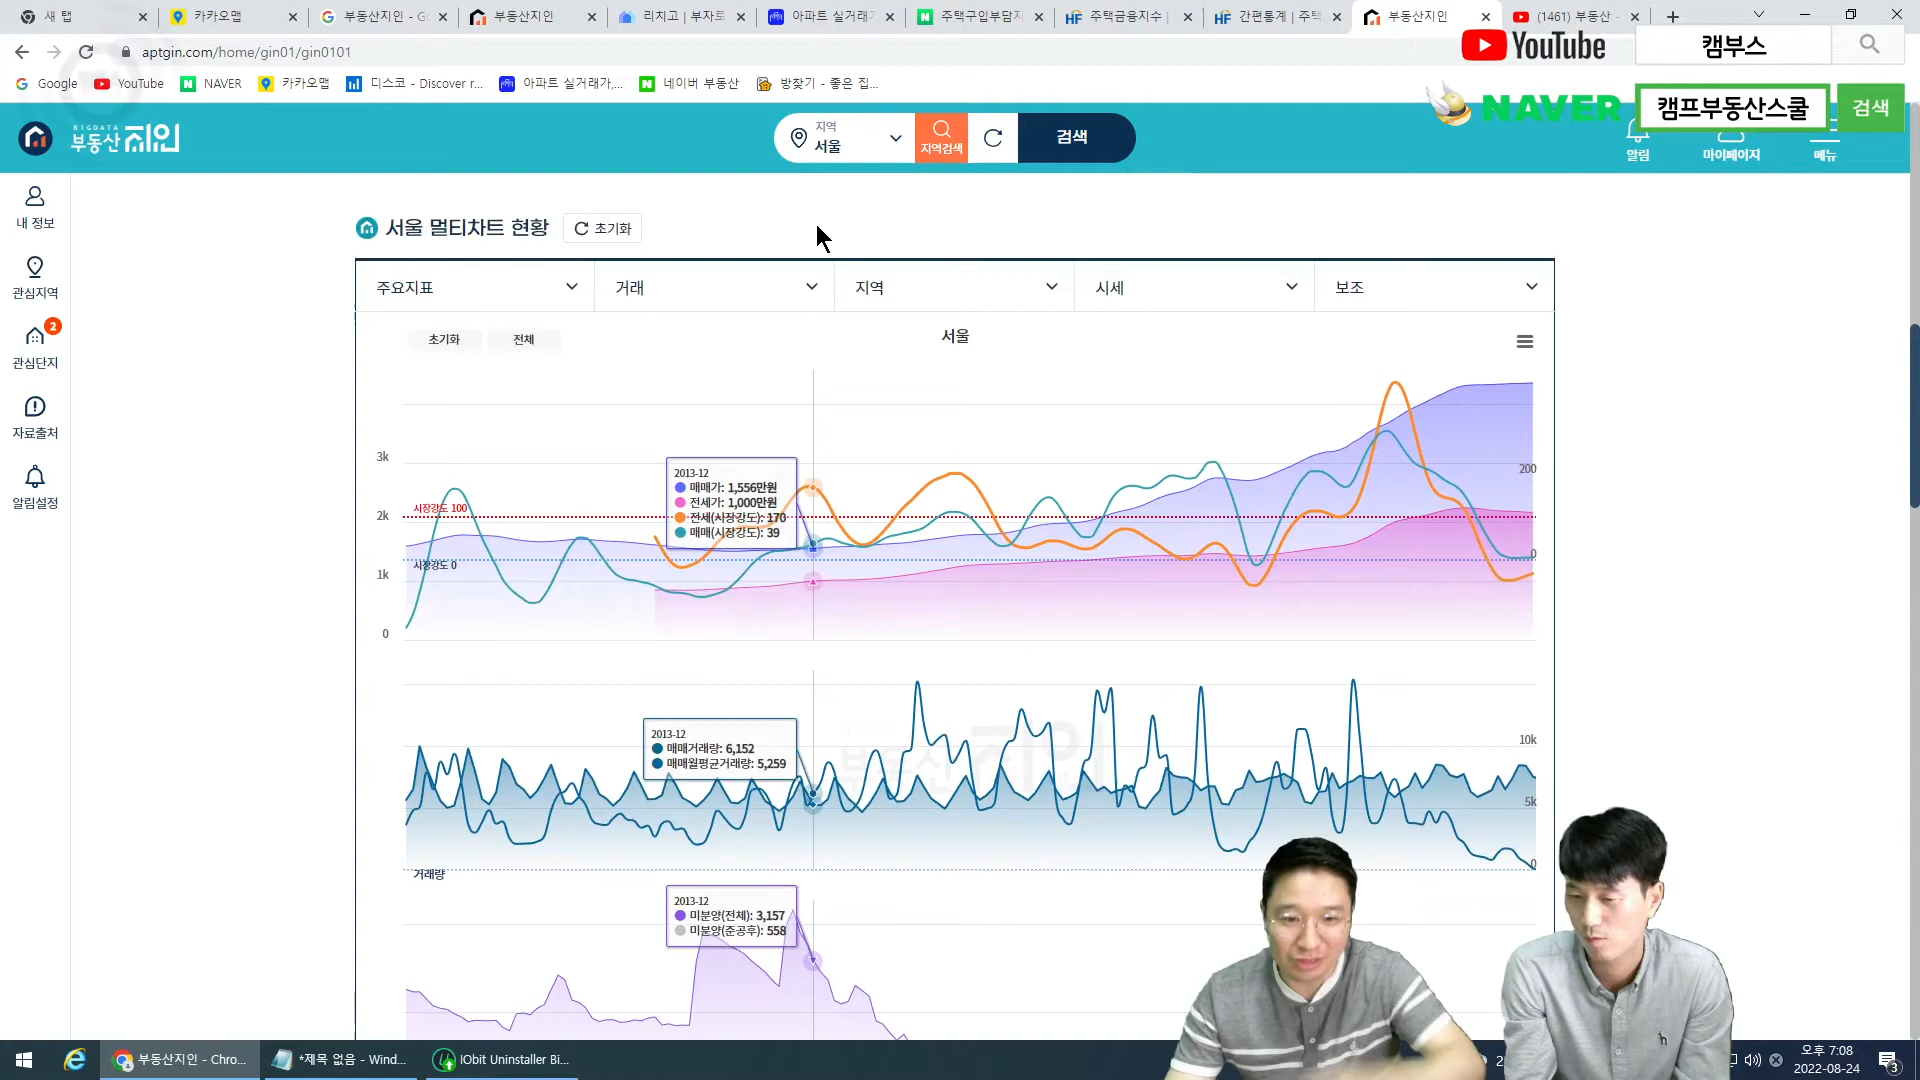 새 탭
카카오맵
부동산지인 - G
부동산지인
리치고 | 부자로
아파트 실거래가
주택구입부담지
주택금융지수 |
간편통계 | 주택
부동산지인
(1461) 부동산 -
aptgin.com/home/gin01/gin0101
YouTube
캠부스
Google
YouTube
NAVER
카카오맵
디스코 - Discover r...
아파트 실거래가,...
네이버 부동산
방찾기 - 좋은 집...
NAVER
캠프부동산스쿨
검색
BIGDATA
부동산 지인
지역
서울
지역검색
검색
알림
마이페이지
메뉴
내 정보
관심지역
2
관심단지
자료출처
알림설정
서울 멀티차트 현황
초기화
주요지표
거래
지역
시세
보조
초기화
전체
서울
3k
2k
1k
0
200
0
시장강도 100
시장강도 0
2013-12
매매가: 1,556만원
전세가: 1,000만원
전세(시장강도): 170
매매(시장강도): 39
부동산 지인
2013-12
매매거래량: 6,152
매매월평균거래량: 5,259
10k
5k
0
거래량
2013-12
미분양(전체): 3,157
미분양(준공후): 558
부동산지인 - Chro...
*제목 없음 - Wind...
IObit Uninstaller Bi...
오후 7:08
2022-08-24
3